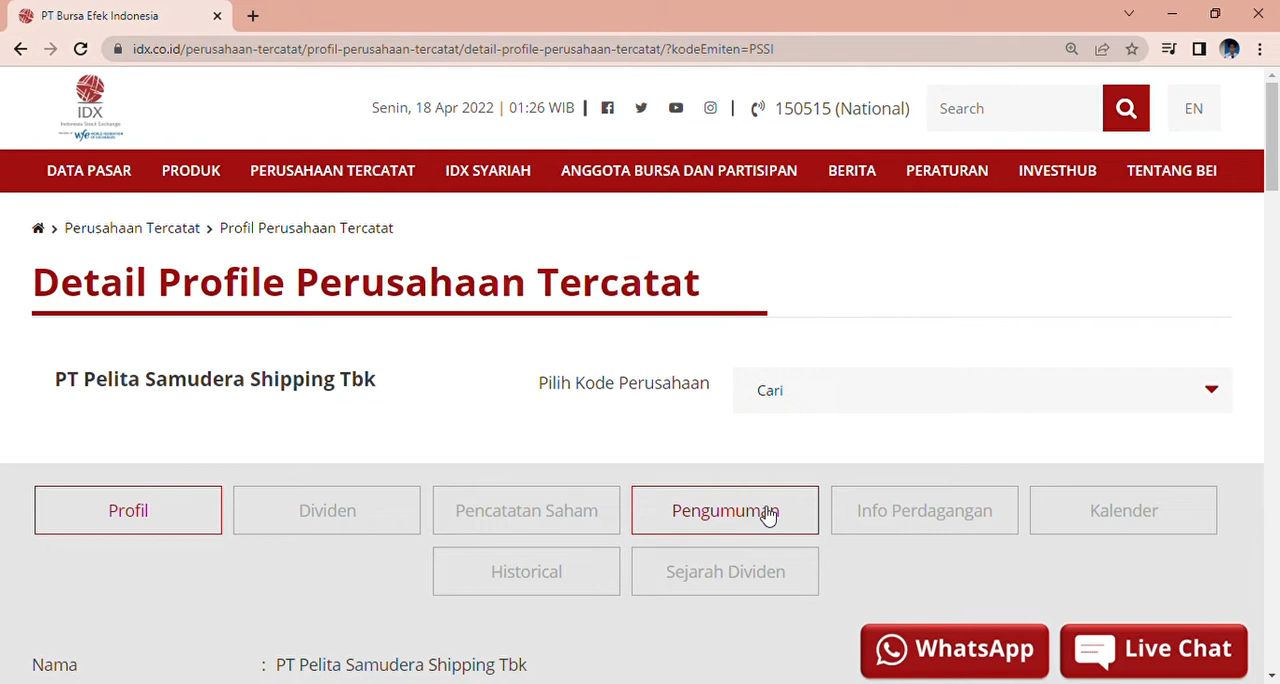 PT Bursa Efek Indonesia
idx.co.id/perusahaan-tercatat/profil-perusahaan-tercatat/detail-profile-perusahaan-tercatat/?kodeEmiten=PSSI
IDX
Indonesia Stock Exchange
wfe
Senin, 18 Apr 2022 | 01:26 WIB
150515 (National)
Search
EN
DATA PASAR PRODUK PERUSAHAAN TERCATAT IDX SYARIAH ANGGOTA BURSA DAN PARTISIPAN BERITA PERATURAN INVESTHUB TENTANG BEI
Perusahaan Tercatat > Profil Perusahaan Tercatat
Detail Profile Perusahaan Tercatat
PT Pelita Samudera Shipping Tbk
Pilih Kode Perusahaan
Cari
Profil Dividen Pencatatan Saham Pengumuman Info Perdagangan Kalender
Historical Sejarah Dividen
WhatsApp
Live Chat
Nama : PT Pelita Samudera Shipping Tbk